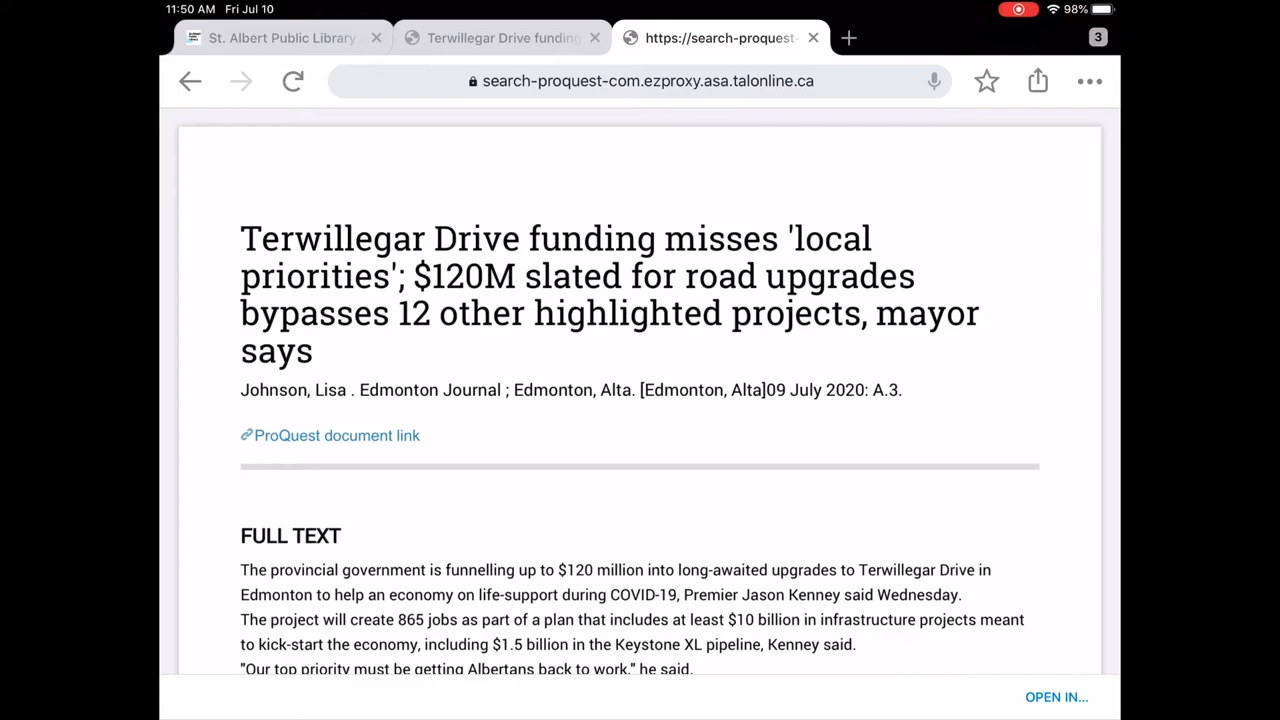 11:50 AM Fri Jul 10
98%
St. Albert Public Library
Terwillegar Drive funding
https://search-proquest-
3
search-proquest-com.ezproxy.asa.talonline.ca
Terwillegar Drive funding misses 'local
priorities'; $120M slated for road upgrades
bypasses 12 other highlighted projects, mayor
says
Johnson, Lisa . Edmonton Journal ; Edmonton, Alta. [Edmonton, Alta]09 July 2020: A.3.
ProQuest document link
FULL TEXT
The provincial government is funnelling up to $120 million into long-awaited upgrades to Terwillegar Drive in
Edmonton to help an economy on life-support during COVID-19, Premier Jason Kenney said Wednesday.
The project will create 865 jobs as part of a plan that includes at least $10 billion in infrastructure projects meant
to kick-start the economy, including $1.5 billion in the Keystone XL pipeline, Kenney said.
"Our top priority must be getting Albertans back to work," he said.
OPEN IN...